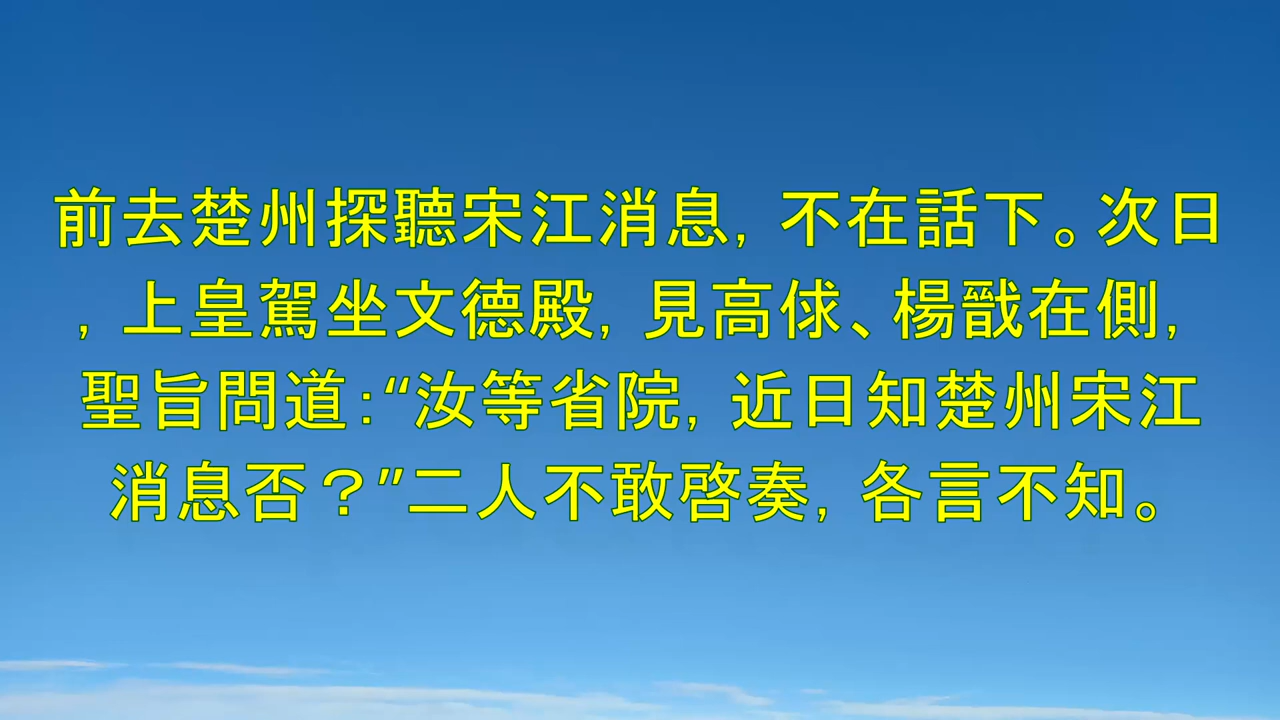 前去楚州探聽宋江消息, 不在話下。次日
, 上皇駕坐文德殿, 見高俅、楊戩在側,
聖旨問道:“汝等省院, 近日知楚州宋江
消息否？”二人不敢啓奏, 各言不知。